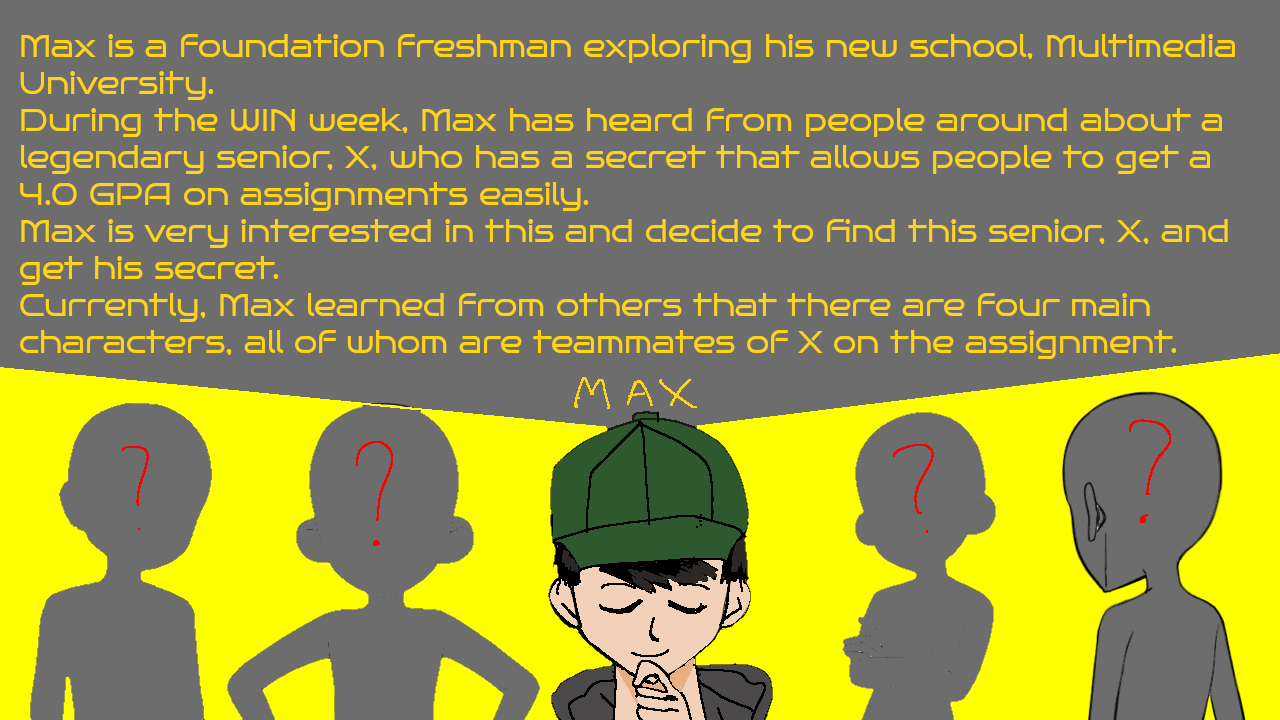 Max is a Foundation Freshman exploring his new school, Multimedia
University.
During the WIN week, Max has heard from people around about a
legendary senior, X, who has a secret that allows people to get a
4.0 GPA on assignments easily.
Max is very interested in this and decide to find this senior, X, and
get his secret.
Currently, Max learned from others that there are four main
characters, all of whom are teammates of X on the assignment.
MAX
? ? ? ?